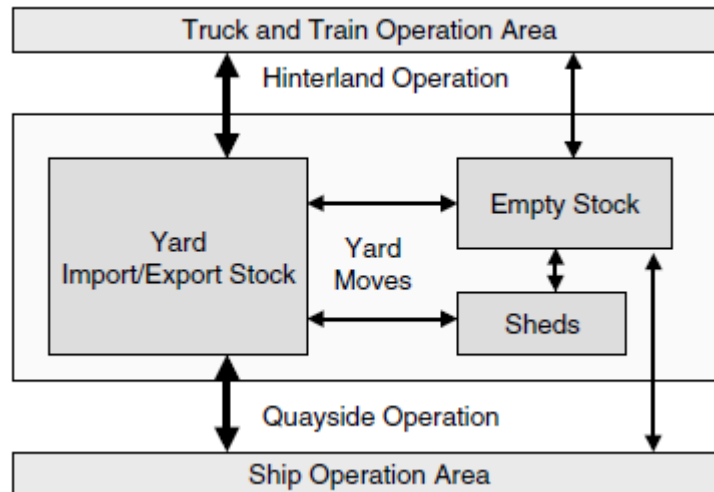 Truck and Train Operation Area
Hinterland Operation
Yard
Import/Export Stock
Empty Stock
Yard
Moves
Sheds
Quayside Operation
Ship Operation Area